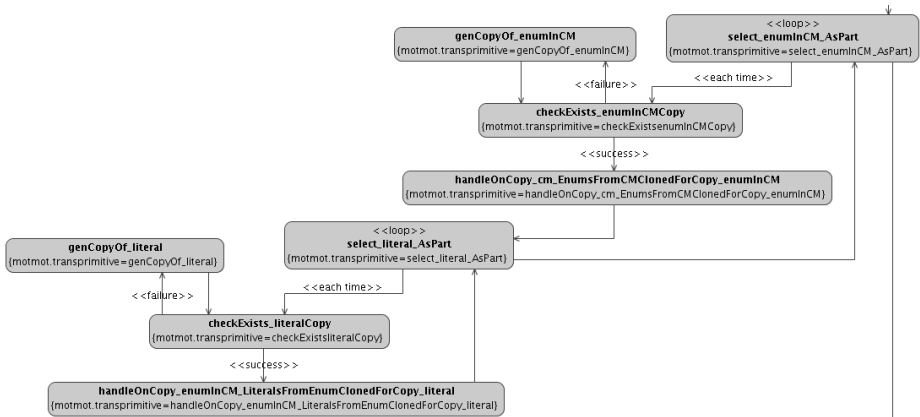 <<loop>>
select_enumInCM_AsPart
{motmot.transprimitive=select_enumInCM_AsPart}
genCopyOf_enumInCM
{motmot.transprimitive=genCopyOf_enumInCM}
<<each time>>
<<failure>>
checkExists_enumInCMCopy
{motmot.transprimitive=checkExistsenumInCMCopy}
<<success>>
handleOnCopy_cm_EnumsFromCMClonedForCopy_enumInCM
{motmot.transprimitive=handleOnCopy_cm_EnumsFromCMClonedForCopy_enumInCM}
<<loop>>
select_literal_AsPart
{motmot.transprimitive=select_literal_AsPart}
genCopyOf_literal
{motmot.transprimitive=genCopyOf_literal}
<<each time>>
<<failure>>
checkExists_literalCopy
{motmot.transprimitive=checkExistsliteralCopy}
<<success>>
handleOnCopy_enumInCM_LiteralsFromEnumClonedForCopy_literal
{motmot.transprimitive=handleOnCopy_enumInCM_LiteralsFromEnumClonedForCopy_literal}